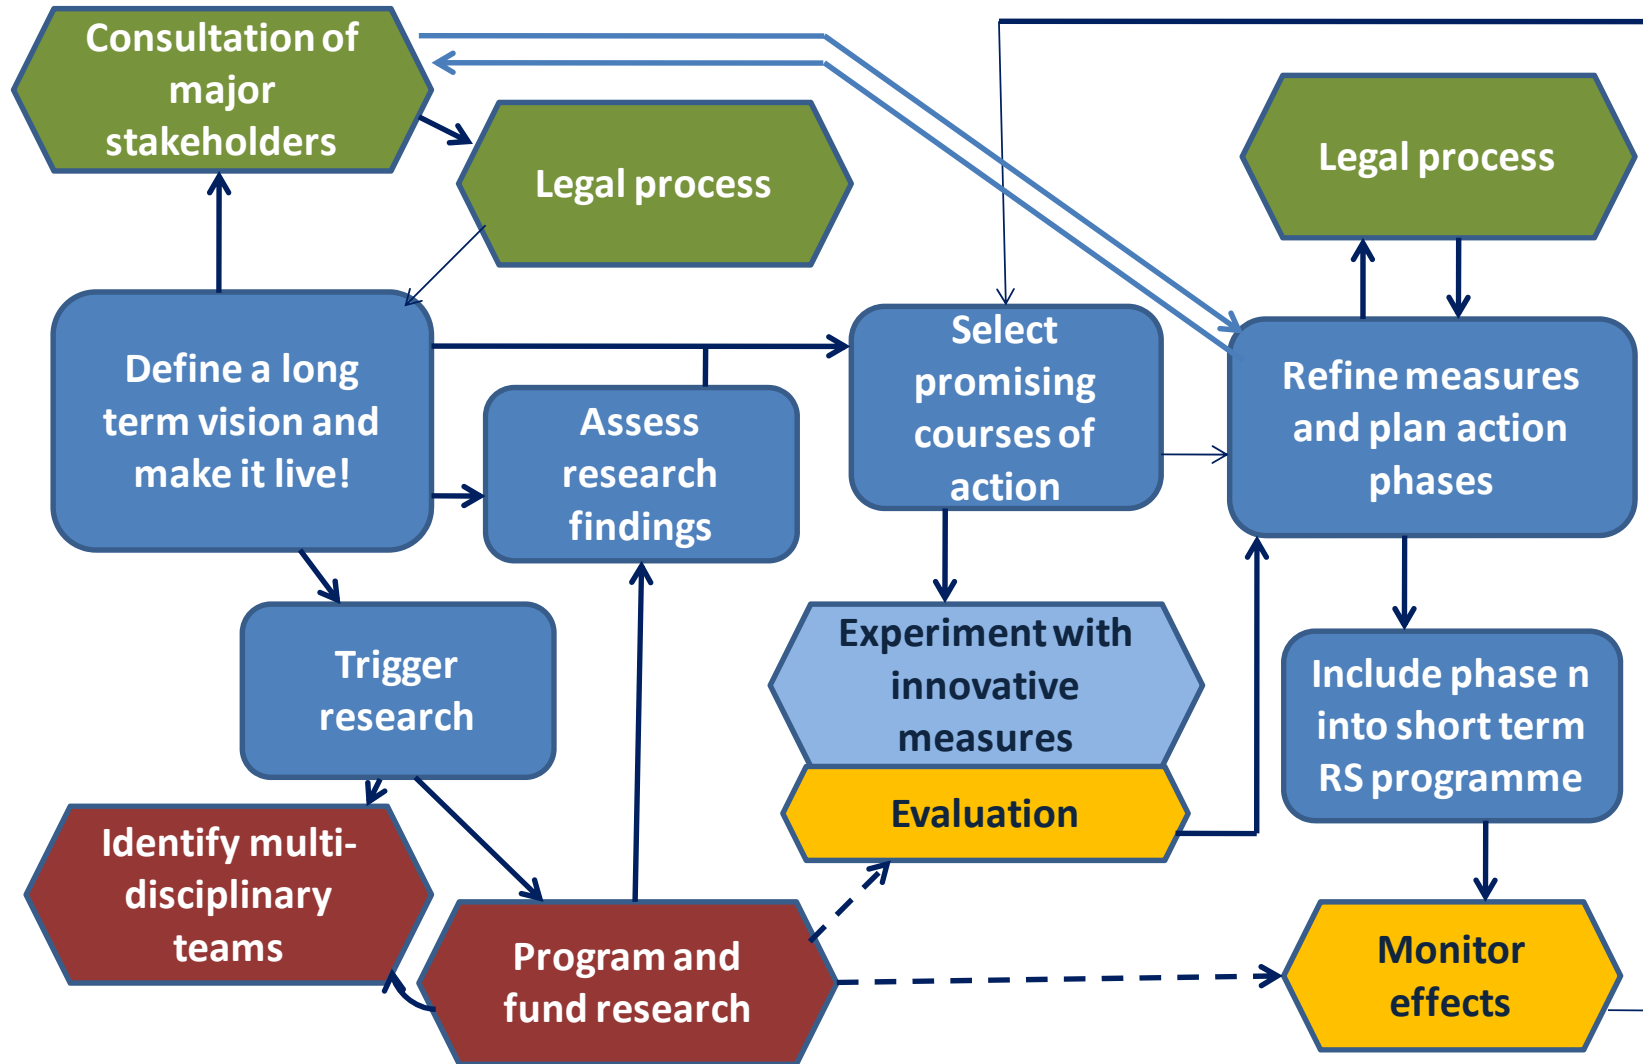 Consultation of
major
stakeholders
Legal process
Legal process
Define a long
term vision and
make it live!
Assess
research
findings
Select
promising
courses of
action
Refine measures
and plan action
phases
Trigger
research
Experiment with
innovative
measures
Evaluation
Include phase n
into short term
RS programme
Identify multi-
disciplinary
teams
Program and
fund research
Monitor
effects